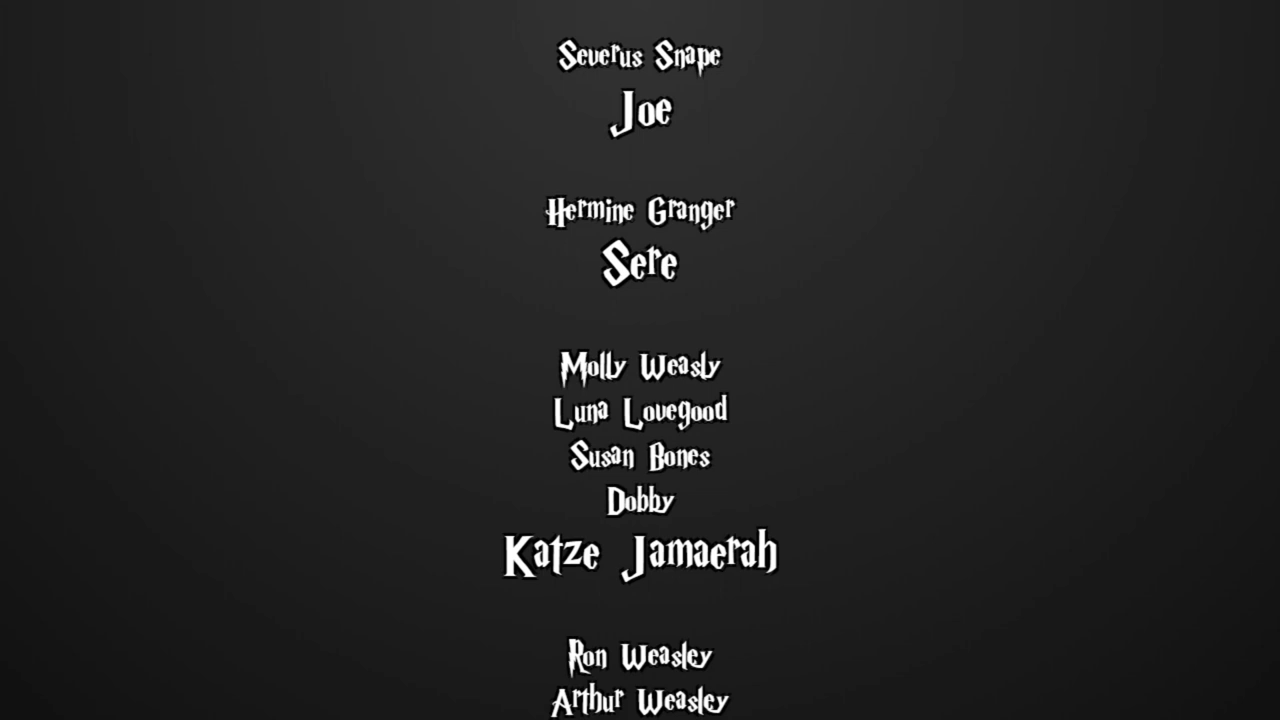 Severus Snape
Joe
Hermine Granger
Sere
Molly Weasly
Luna Lovegood
Susan Bones
Dobby
Katze Jamaerah
Ron Weasley
Arthur Weasley